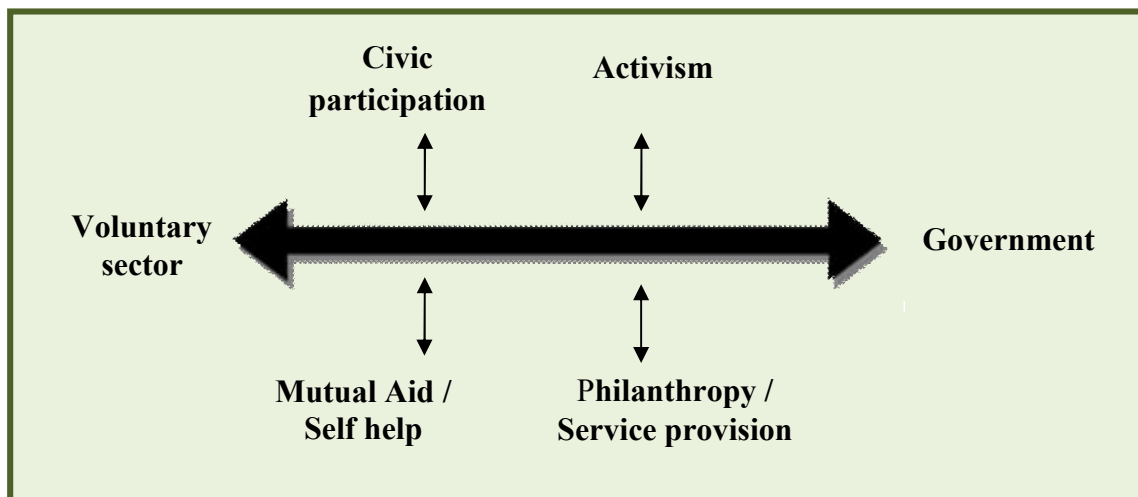 Civic
participation
Activism
Voluntary
sector
Government
Mutual Aid /
Self help
Philanthropy /
Service provision